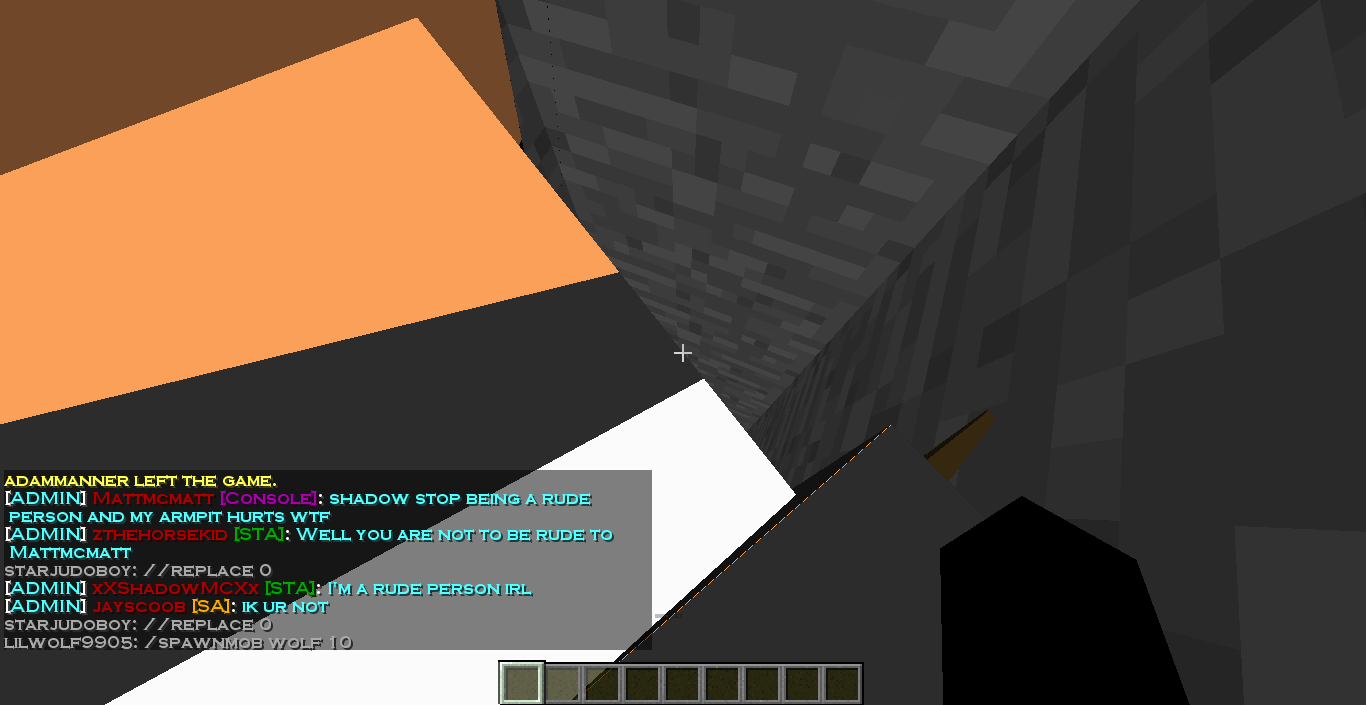 ADAMMANNER LEFT THE GAME.
[ADMIN] MATTMCMATT [CONSOLE]: SHADOW STOP BEING A RUDE
PERSON AND MY ARMPIT HURTS WTF
[ADMIN] ZTHEHORSEKID [STA]: WELL YOU ARE NOT TO BE RUDE TO
MATTMCMATT
STARJUDOBOY: //REPLACE 0
[ADMIN] XXSHADOWMCXX [STA]: I'M A RUDE PERSON IRL
[ADMIN] JAYSCOOB [SA]: IK UR NOT
STARJUDOBOY: //REPLACE 0
LILWOLF9905: /SPAWNMOB WOLF 10